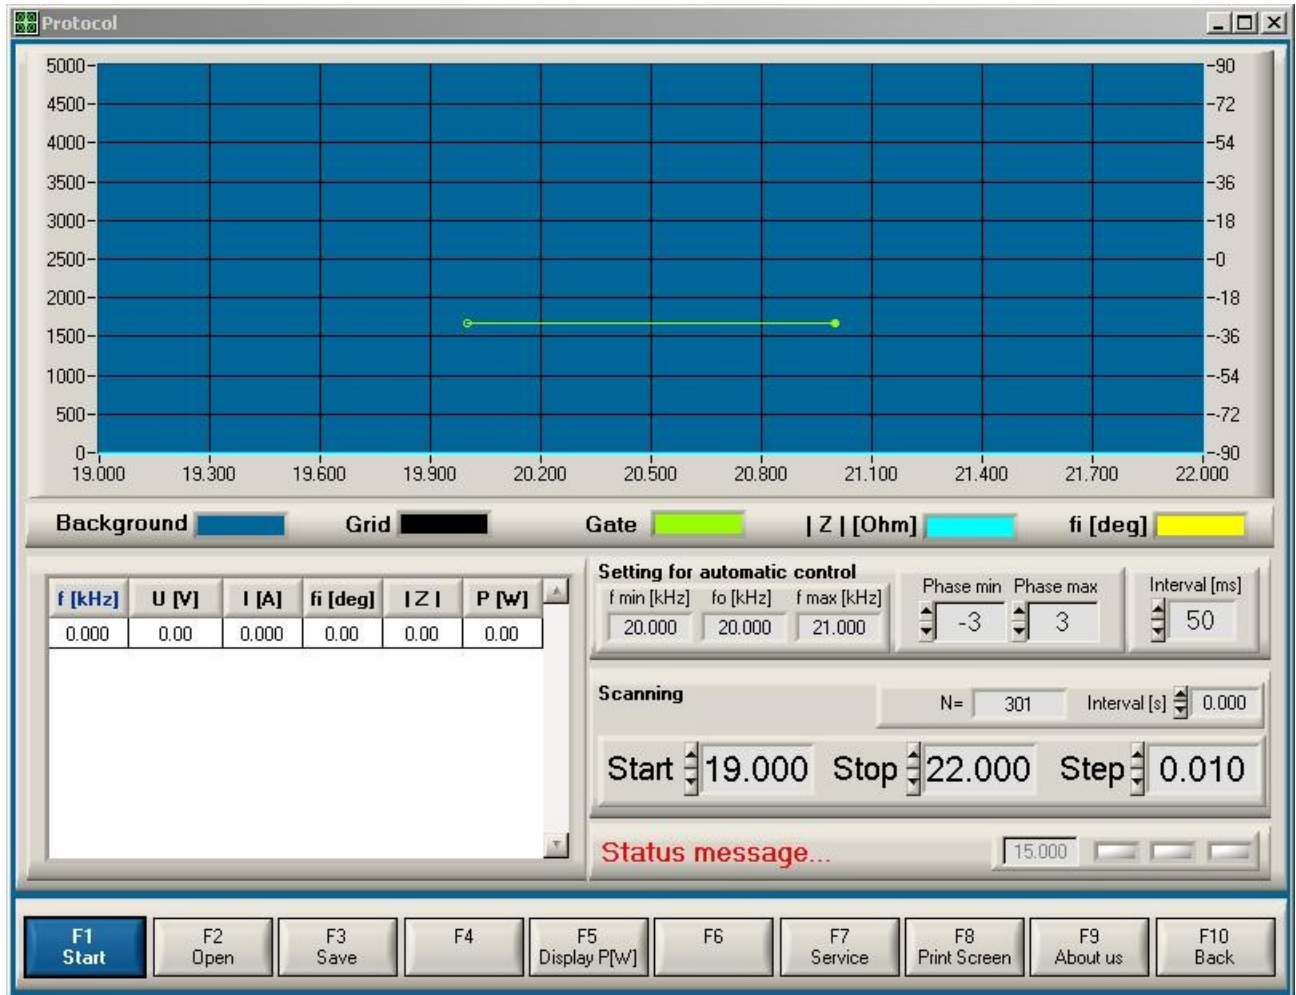 Protocol
5000 90
4500 72
4000 54
3500 36
3000 18
2500 0
2000 -18
1500 -36
1000 -54
500 -72
0 -90
19.000 19.300 19.600 19.900 20.200 20.500 20.800 21.100 21.400 21.700 22.000
Background Grid Gate | Z | [Ohm] fi [deg]
f [kHz] U [V] I [A] fi [deg] | Z | P [W]
0.000 0.00 0.000 0.00 0.00 0.00
Setting for automatic control
f min [kHz] fo [kHz] f max [kHz]
20.000 20.000 21.000
Phase min Phase max
-3 3
Interval [ms]
50
Scanning
N= 301 Interval [s] 0.000
Start 19.000 Stop 22.000 Step 0.010
Status message... 15.000
F1
Start
F2
Open
F3
Save
F4
F5
Display P[W]
F6
F7
Service
F8
Print Screen
F9
About us
F10
Back